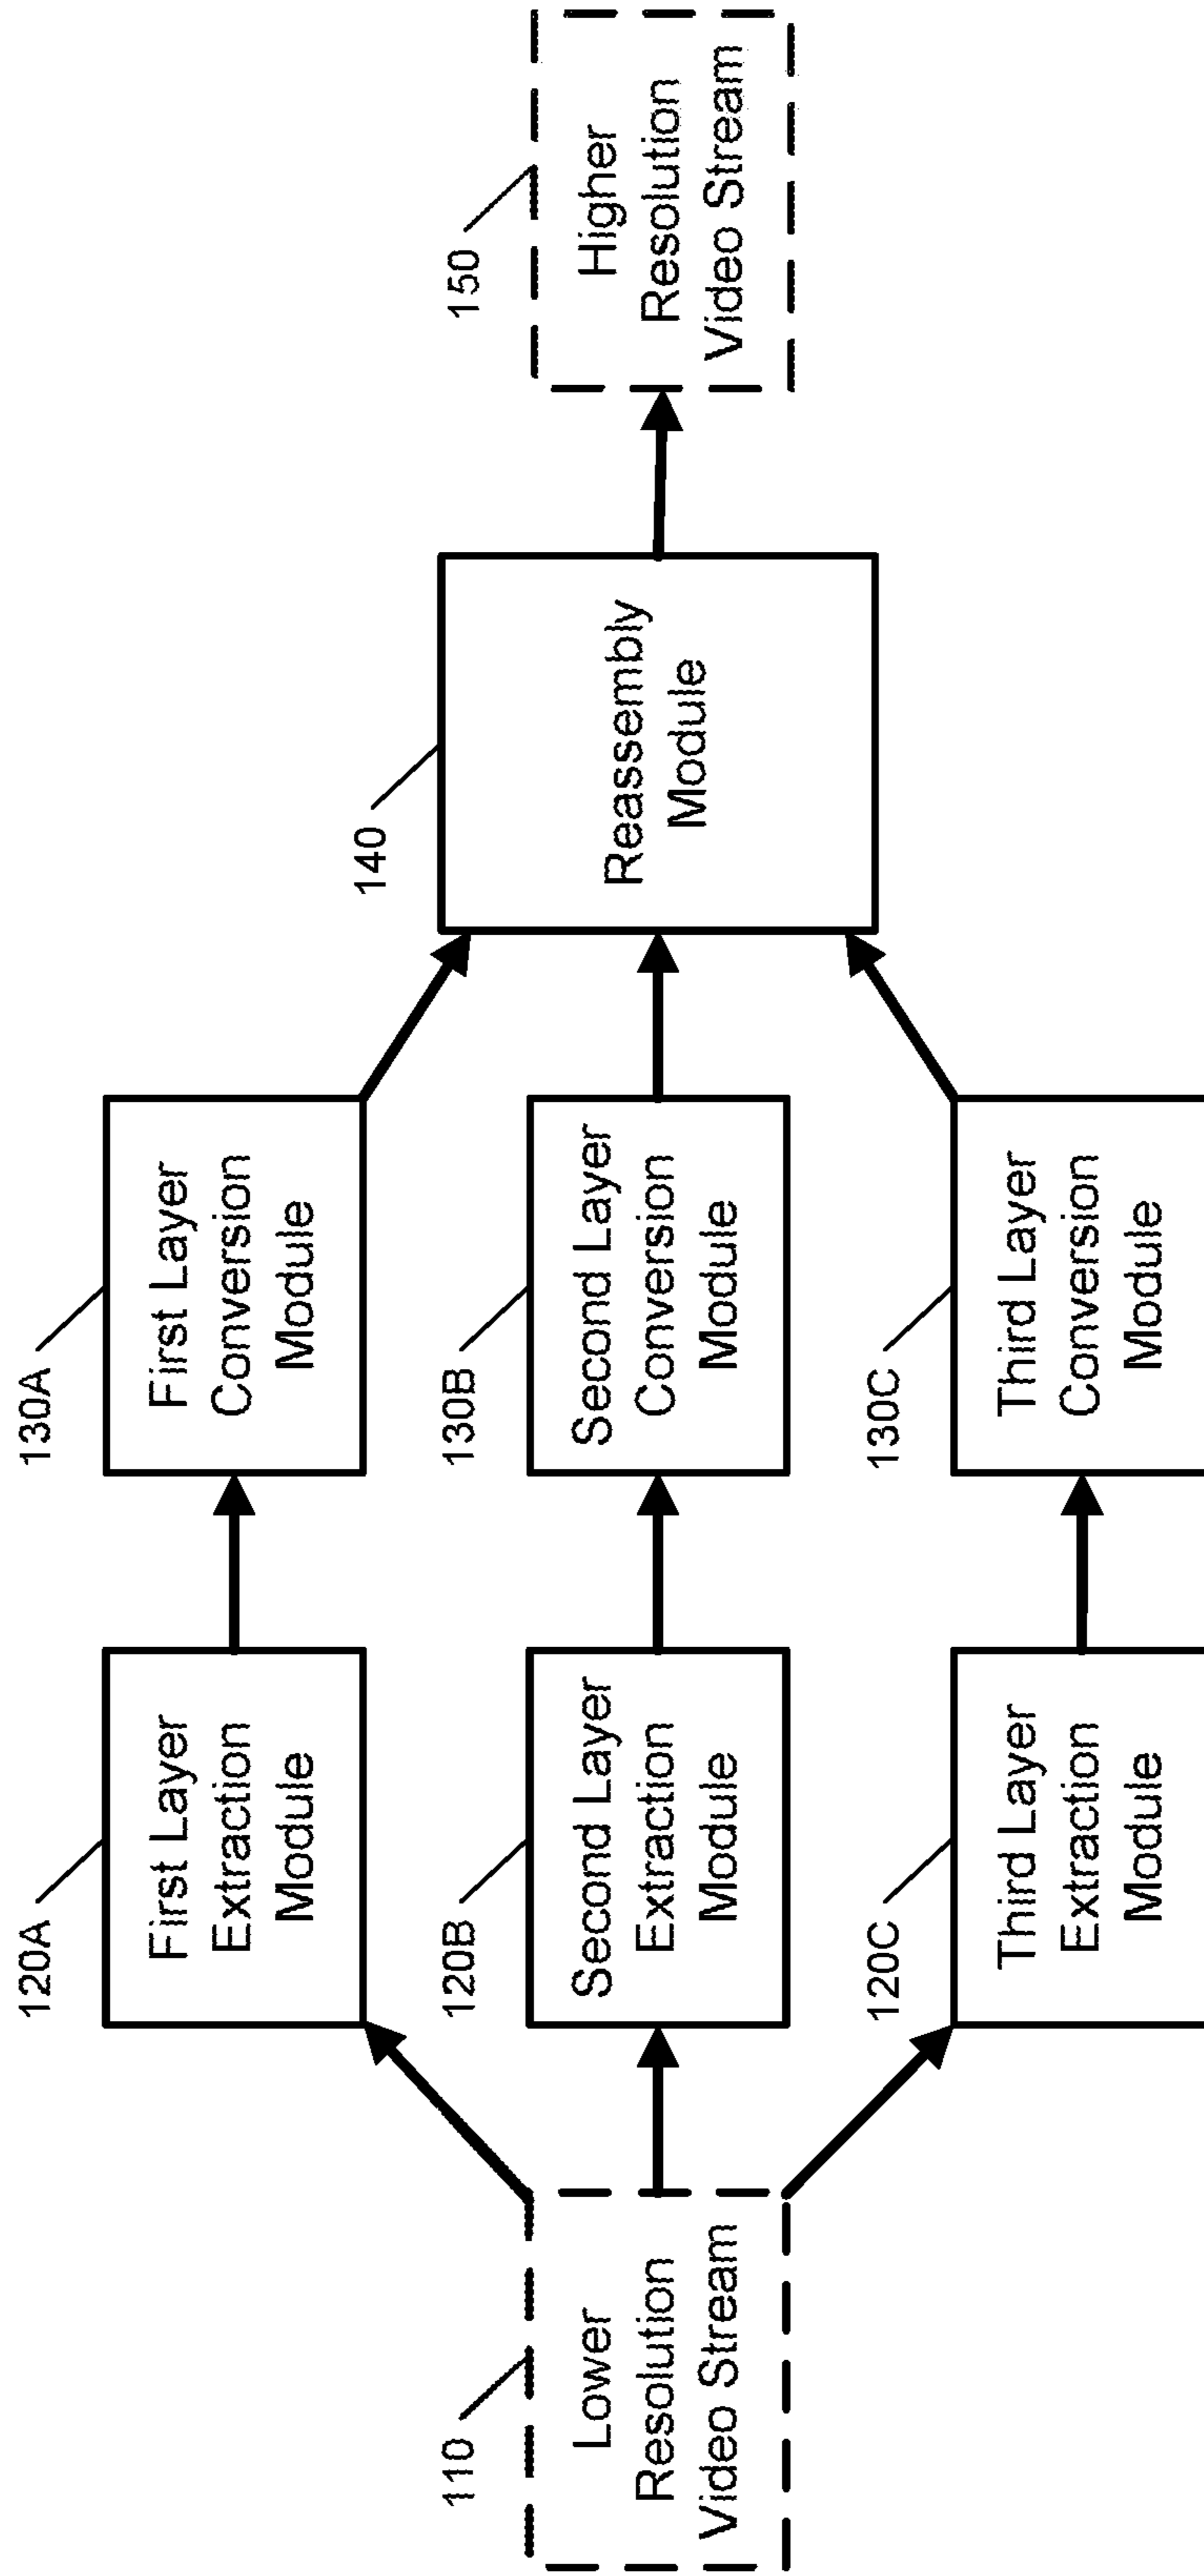 110
Lower
Resolution
Video Stream
120A
First Layer
Extraction
Module
120B
Second Layer
Extraction
Module
120C
Third Layer
Extraction
Module
130A
First Layer
Conversion
Module
130B
Second Layer
Conversion
Module
130C
Third Layer
Conversion
Module
140
Reassembly
Module
150
Higher
Resolution
Video Stream